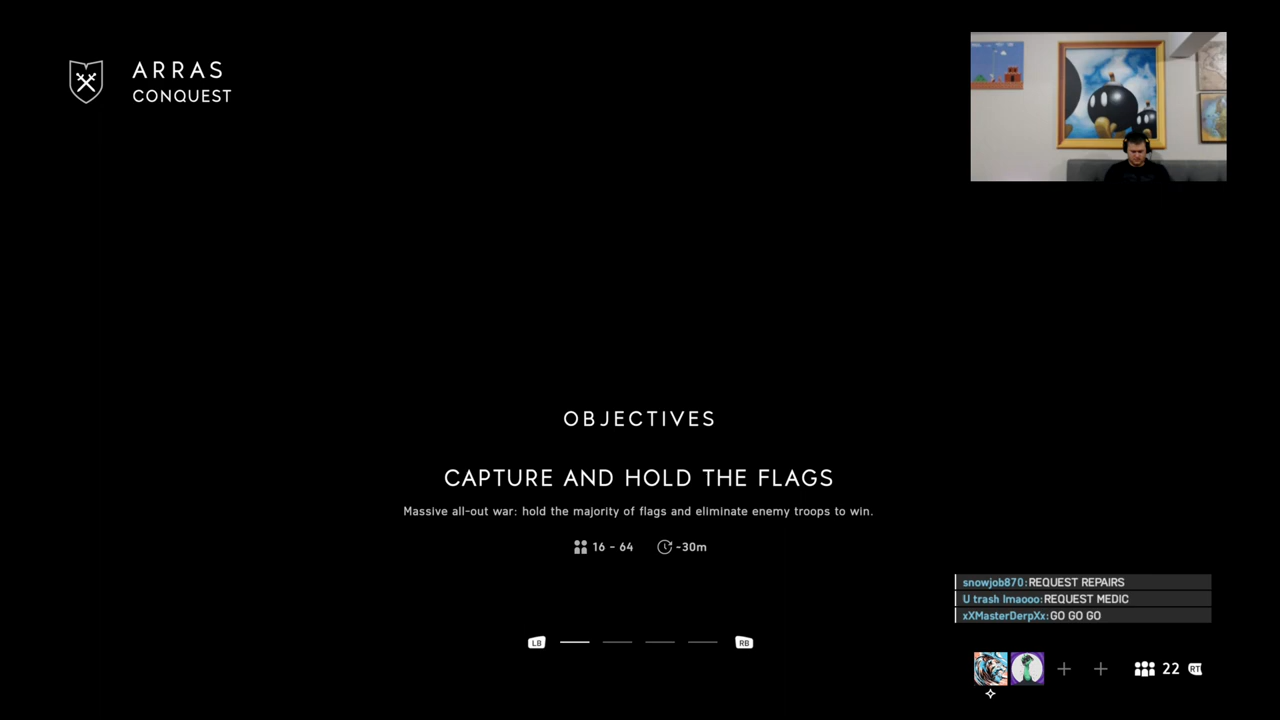 ARRAS
CONQUEST
OBJECTIVES
CAPTURE AND HOLD THE FLAGS
Massive all-out war: hold the majority of flags and eliminate enemy troops to win.
16 - 64 -30m
snowjob870: REQUEST REPAIRS
U trash lmaooo: REQUEST MEDIC
xXMasterDerpXx: GO GO GO
LB RB
22 RT